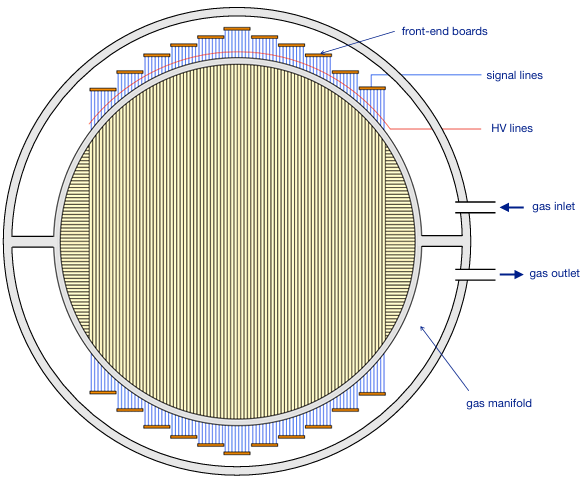 front-end boards
signal lines
HV lines
gas inlet
gas outlet
gas manifold